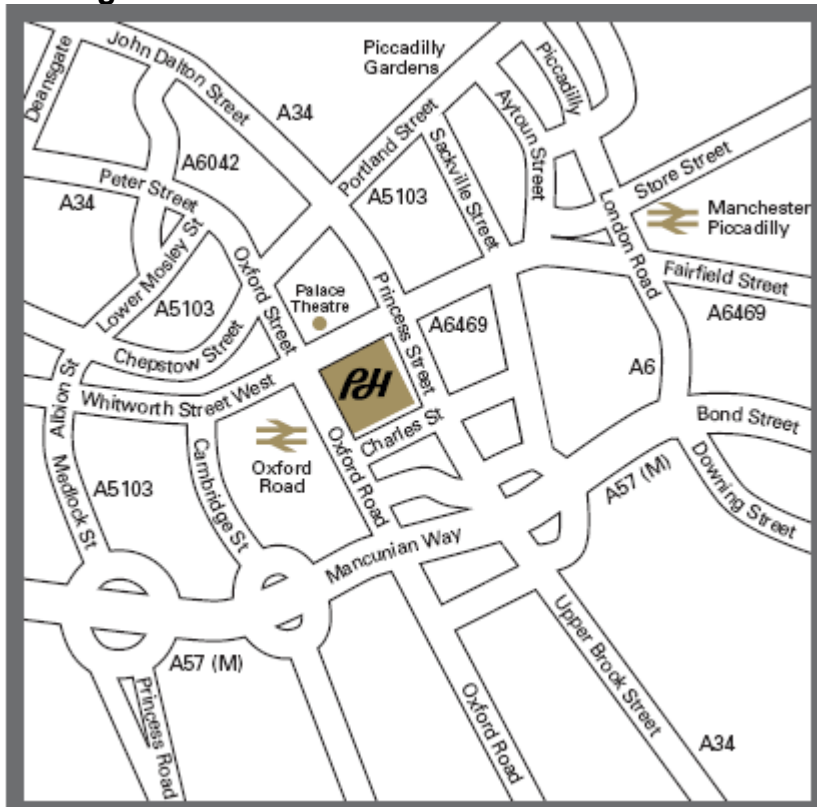 John Dalton Street
Deansgate
Piccadilly
Gardens
Piccadilly
A34
Portland Street
Sackville Street
Aytoun Street
A6042
Peter Street
A34
A5103
Store Street
London Road
Manchester
Piccadilly
Lower Mosley St
Oxford Street
Palace
Theatre
Princess Street
Fairfield Street
A6469
A5103
A6469
Chepstow Street
Albion St
Whitworth Street West
PH
Charles St
A6
Bond Street
Oxford
Road
Oxford Road
Cambridge St
Medlock St
A5103
A57 (M)
Downing Street
Mancunian Way
A57 (M)
Princess Road
Oxford Road
Upper Brook Street
A34